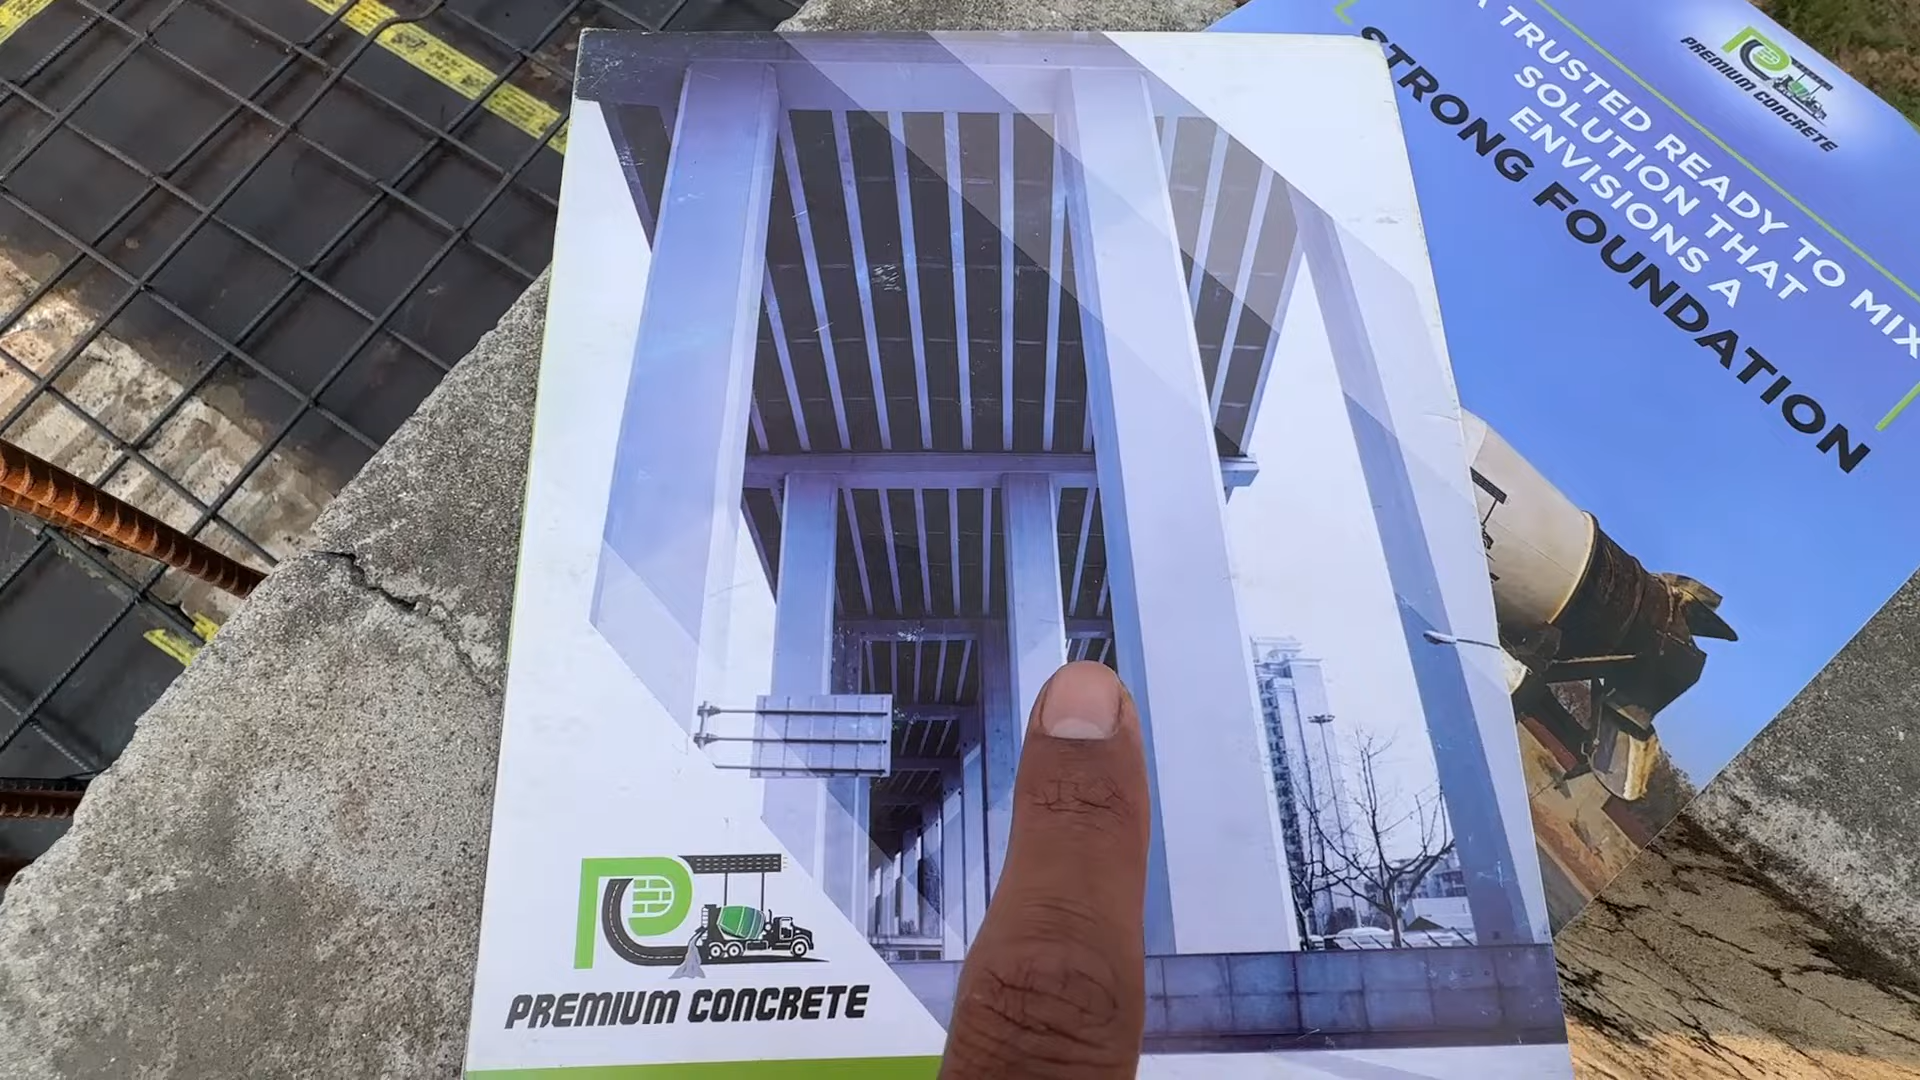 PREMIUM CONCRETE
A TRUSTED READY TO MIX
SOLUTION THAT
ENVISIONS A
STRONG FOUNDATION
PREMIUM CONCRETE